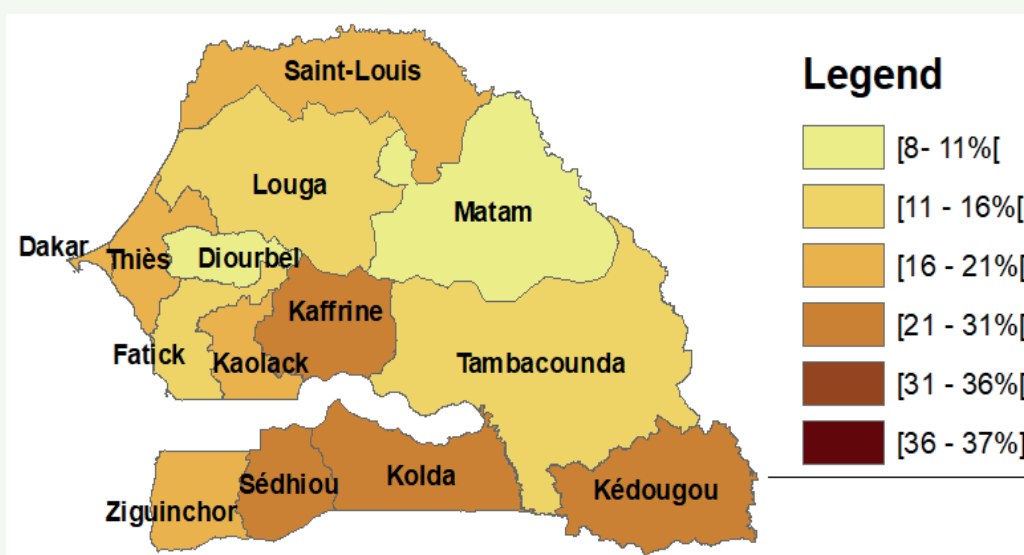 Saint-Louis
Louga
Matam
Dakar
Thiès
Diourbel
Kaffrine
Fatick
Kaolack
Tambacounda
Sédhiou
Kolda
Kédougou
Ziguinchor
Legend
[8- 11%[
[11 - 16%[
[16 - 21%[
[21 - 31%[
[31 - 36%[
[36 - 37%]